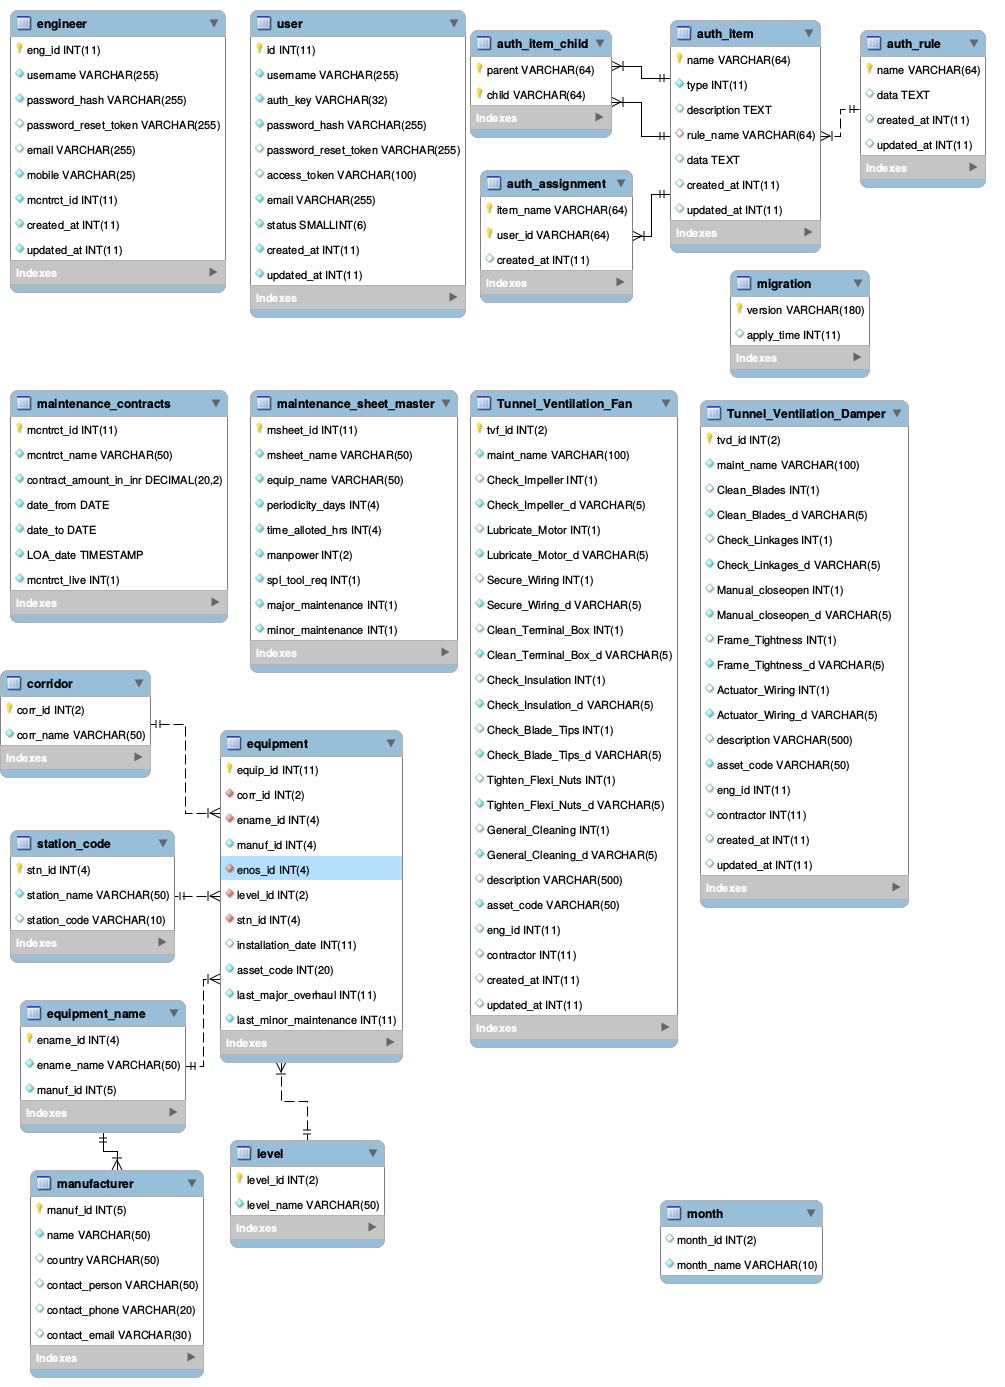 engineer
eng_id INT(11)
username VARCHAR(255)
password_hash VARCHAR(255)
password_reset_token VARCHAR(255)
email VARCHAR(255)
mobile VARCHAR(25)
mcntrct_id INT(11)
created_at INT(11)
updated_at INT(11)
Indexes
user
id INT(11)
username VARCHAR(255)
auth_key VARCHAR(32)
password_hash VARCHAR(255)
password_reset_token VARCHAR(255)
access_token VARCHAR(100)
email VARCHAR(255)
status SMALLINT(6)
created_at INT(11)
updated_at INT(11)
Indexes
auth_item_child
parent VARCHAR(64)
child VARCHAR(64)
Indexes
auth_item
name VARCHAR(64)
type INT(11)
description TEXT
rule_name VARCHAR(64)
data TEXT
created_at INT(11)
updated_at INT(11)
Indexes
auth_rule
name VARCHAR(64)
data TEXT
created_at INT(11)
updated_at INT(11)
Indexes
auth_assignment
item_name VARCHAR(64)
user_id VARCHAR(64)
created_at INT(11)
Indexes
migration
version VARCHAR(180)
apply_time INT(11)
Indexes
maintenance_contracts
mcntrct_id INT(11)
mcntrct_name VARCHAR(50)
contract_amount_in_inr DECIMAL(20,2)
date_from DATE
date_to DATE
LOA_date TIMESTAMP
mcntrct_live INT(1)
Indexes
maintenance_sheet_master
msheet_id INT(11)
msheet_name VARCHAR(50)
equip_name VARCHAR(50)
periodicity_days INT(4)
time_alloted_hrs INT(4)
manpower INT(2)
spl_tool_req INT(1)
major_maintenance INT(1)
minor_maintenance INT(1)
Indexes
Tunnel_Ventilation_Fan
tvf_id INT(2)
maint_name VARCHAR(100)
Check_Impeller INT(1)
Check_Impeller_d VARCHAR(5)
Lubricate_Motor INT(1)
Lubricate_Motor_d VARCHAR(5)
Secure_Wiring INT(1)
Secure_Wiring_d VARCHAR(5)
Clean_Terminal_Box INT(1)
Clean_Terminal_Box_d VARCHAR(5)
Check_Insulation INT(1)
Check_Insulation_d VARCHAR(5)
Check_Blade_Tips INT(1)
Check_Blade_Tips_d VARCHAR(5)
Tighten_Flexi_Nuts INT(1)
Tighten_Flexi_Nuts_d VARCHAR(5)
General_Cleaning INT(1)
General_Cleaning_d VARCHAR(5)
description VARCHAR(500)
asset_code VARCHAR(50)
eng_id INT(11)
contractor INT(11)
created_at INT(11)
updated_at INT(11)
Indexes
Tunnel_Ventilation_Damper
tvd_id INT(2)
maint_name VARCHAR(100)
Clean_Blades INT(1)
Clean_Blades_d VARCHAR(5)
Check_Linkages INT(1)
Check_Linkages_d VARCHAR(5)
Manual_closeopen INT(1)
Manual_closeopen_d VARCHAR(5)
Frame_Tightness INT(1)
Frame_Tightness_d VARCHAR(5)
Actuator_Wiring INT(1)
Actuator_Wiring_d VARCHAR(5)
description VARCHAR(500)
asset_code VARCHAR(50)
eng_id INT(11)
contractor INT(11)
created_at INT(11)
updated_at INT(11)
Indexes
corridor
corr_id INT(2)
corr_name VARCHAR(50)
Indexes
equipment
equip_id INT(11)
corr_id INT(2)
ename_id INT(4)
manuf_id INT(4)
enos_id INT(4)
level_id INT(2)
stn_id INT(4)
installation_date INT(11)
asset_code INT(20)
last_major_overhaul INT(11)
last_minor_maintenance INT(11)
Indexes
station_code
stn_id INT(4)
station_name VARCHAR(50)
station_code VARCHAR(10)
Indexes
equipment_name
ename_id INT(4)
ename_name VARCHAR(50)
manuf_id INT(5)
Indexes
manufacturer
manuf_id INT(5)
name VARCHAR(50)
country VARCHAR(50)
contact_person VARCHAR(50)
contact_phone VARCHAR(20)
contact_email VARCHAR(30)
Indexes
level
level_id INT(2)
level_name VARCHAR(50)
Indexes
month
month_id INT(2)
month_name VARCHAR(10)